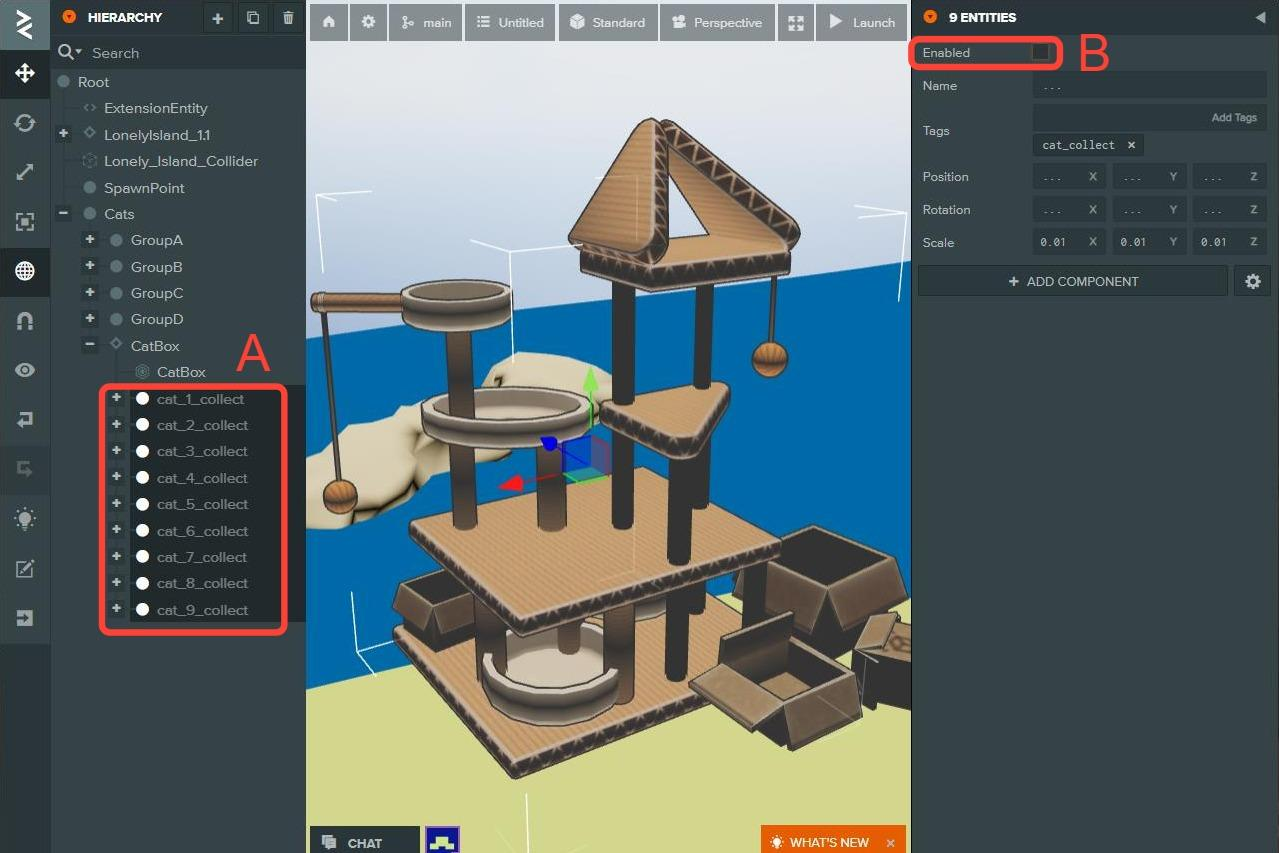 HIERARCHY
Search
Root
ExtensionEntity
LonelyIsland_1.1
Lonely_Island_Collider
SpawnPoint
Cats
GroupA
GroupB
GroupC
GroupD
CatBox
CatBox
A
cat_1_collect
cat_2_collect
cat_3_collect
cat_4_collect
cat_5_collect
cat_6_collect
cat_7_collect
cat_8_collect
cat_9_collect
main
Untitled
Standard
Perspective
Launch
CHAT
WHAT'S NEW
9 ENTITIES
Enabled
B
Name ...
Add Tags
Tags
cat_collect
Position ... X ... Y ... Z
Rotation ... X ... Y ... Z
Scale 0.01 X 0.01 Y 0.01 Z
ADD COMPONENT